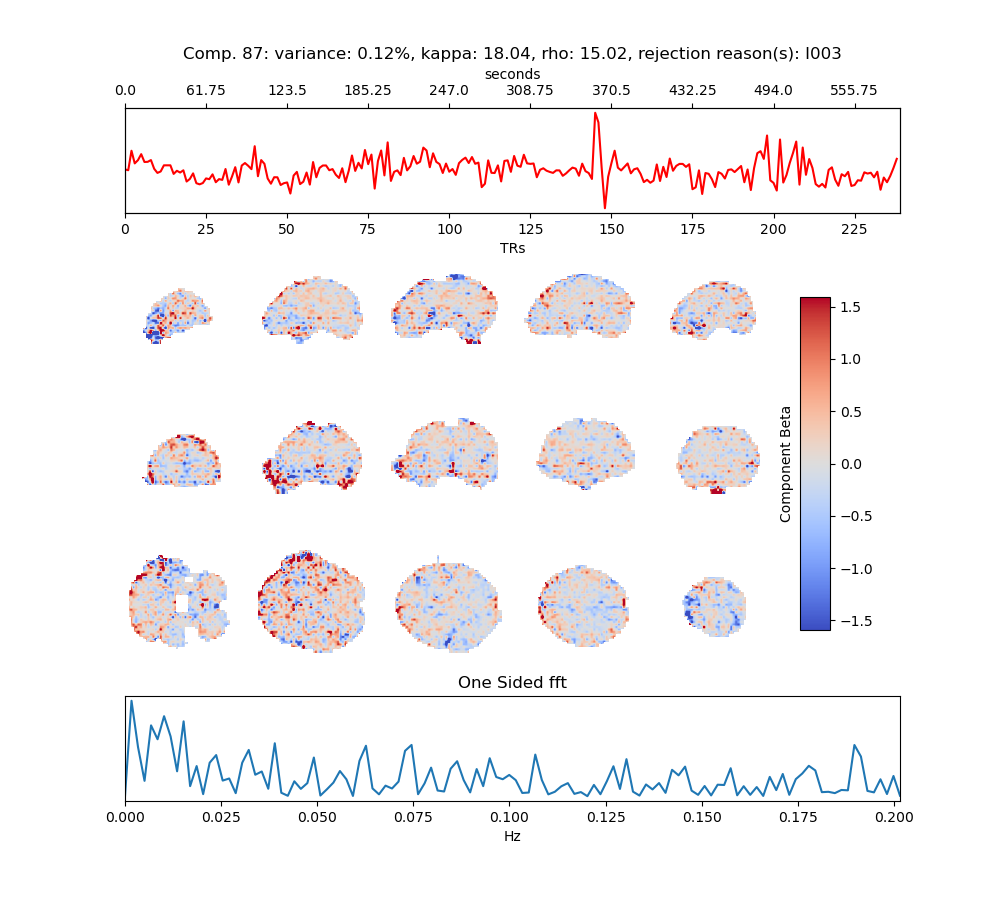 Comp. 87: variance: 0.12%, kappa: 18.04, rho: 15.02, rejection reason(s): I003
seconds
0.0 61.75 123.5 185.25 247.0 308.75 370.5 432.25 494.0 555.75
0 25 50 75 100 125 150 175 200 225
TRs
1.5
1.0
0.5
0.0
−0.5
−1.0
−1.5
Component Beta
One Sided fft
0.000 0.025 0.050 0.075 0.100 0.125 0.150 0.175 0.200
Hz